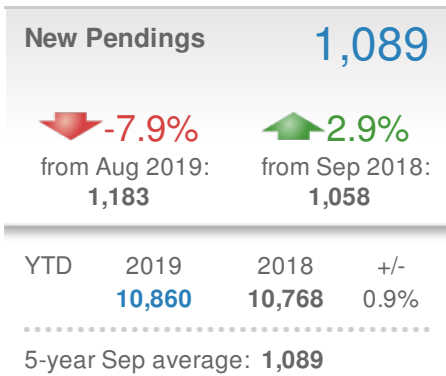 New Pendings 1,089
-7.9% 2.9%
from Aug 2019: from Sep 2018:
1,183 1,058
YTD 2019 2018 +/-
10,860 10,768 0.9%
5-year Sep average: 1,089